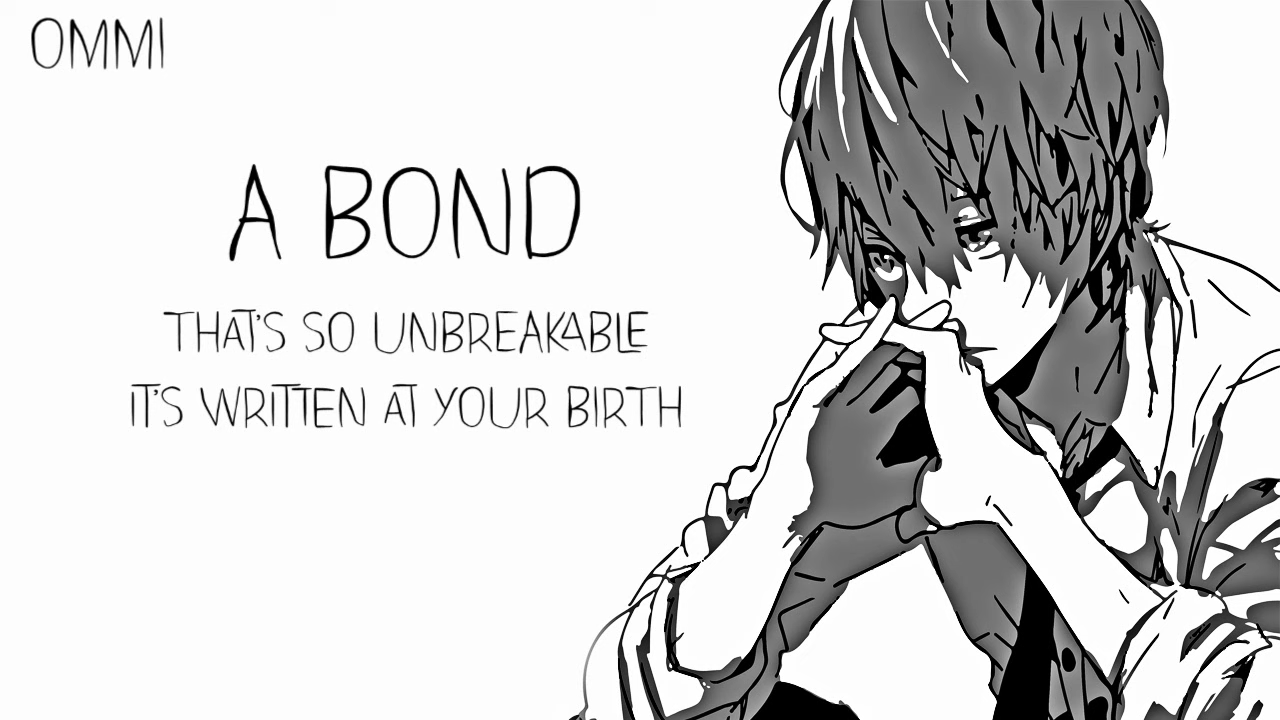 OMMI
A BOND
THAT'S SO UNBREAKABLE
IT'S WRITTEN AT YOUR BIRTH